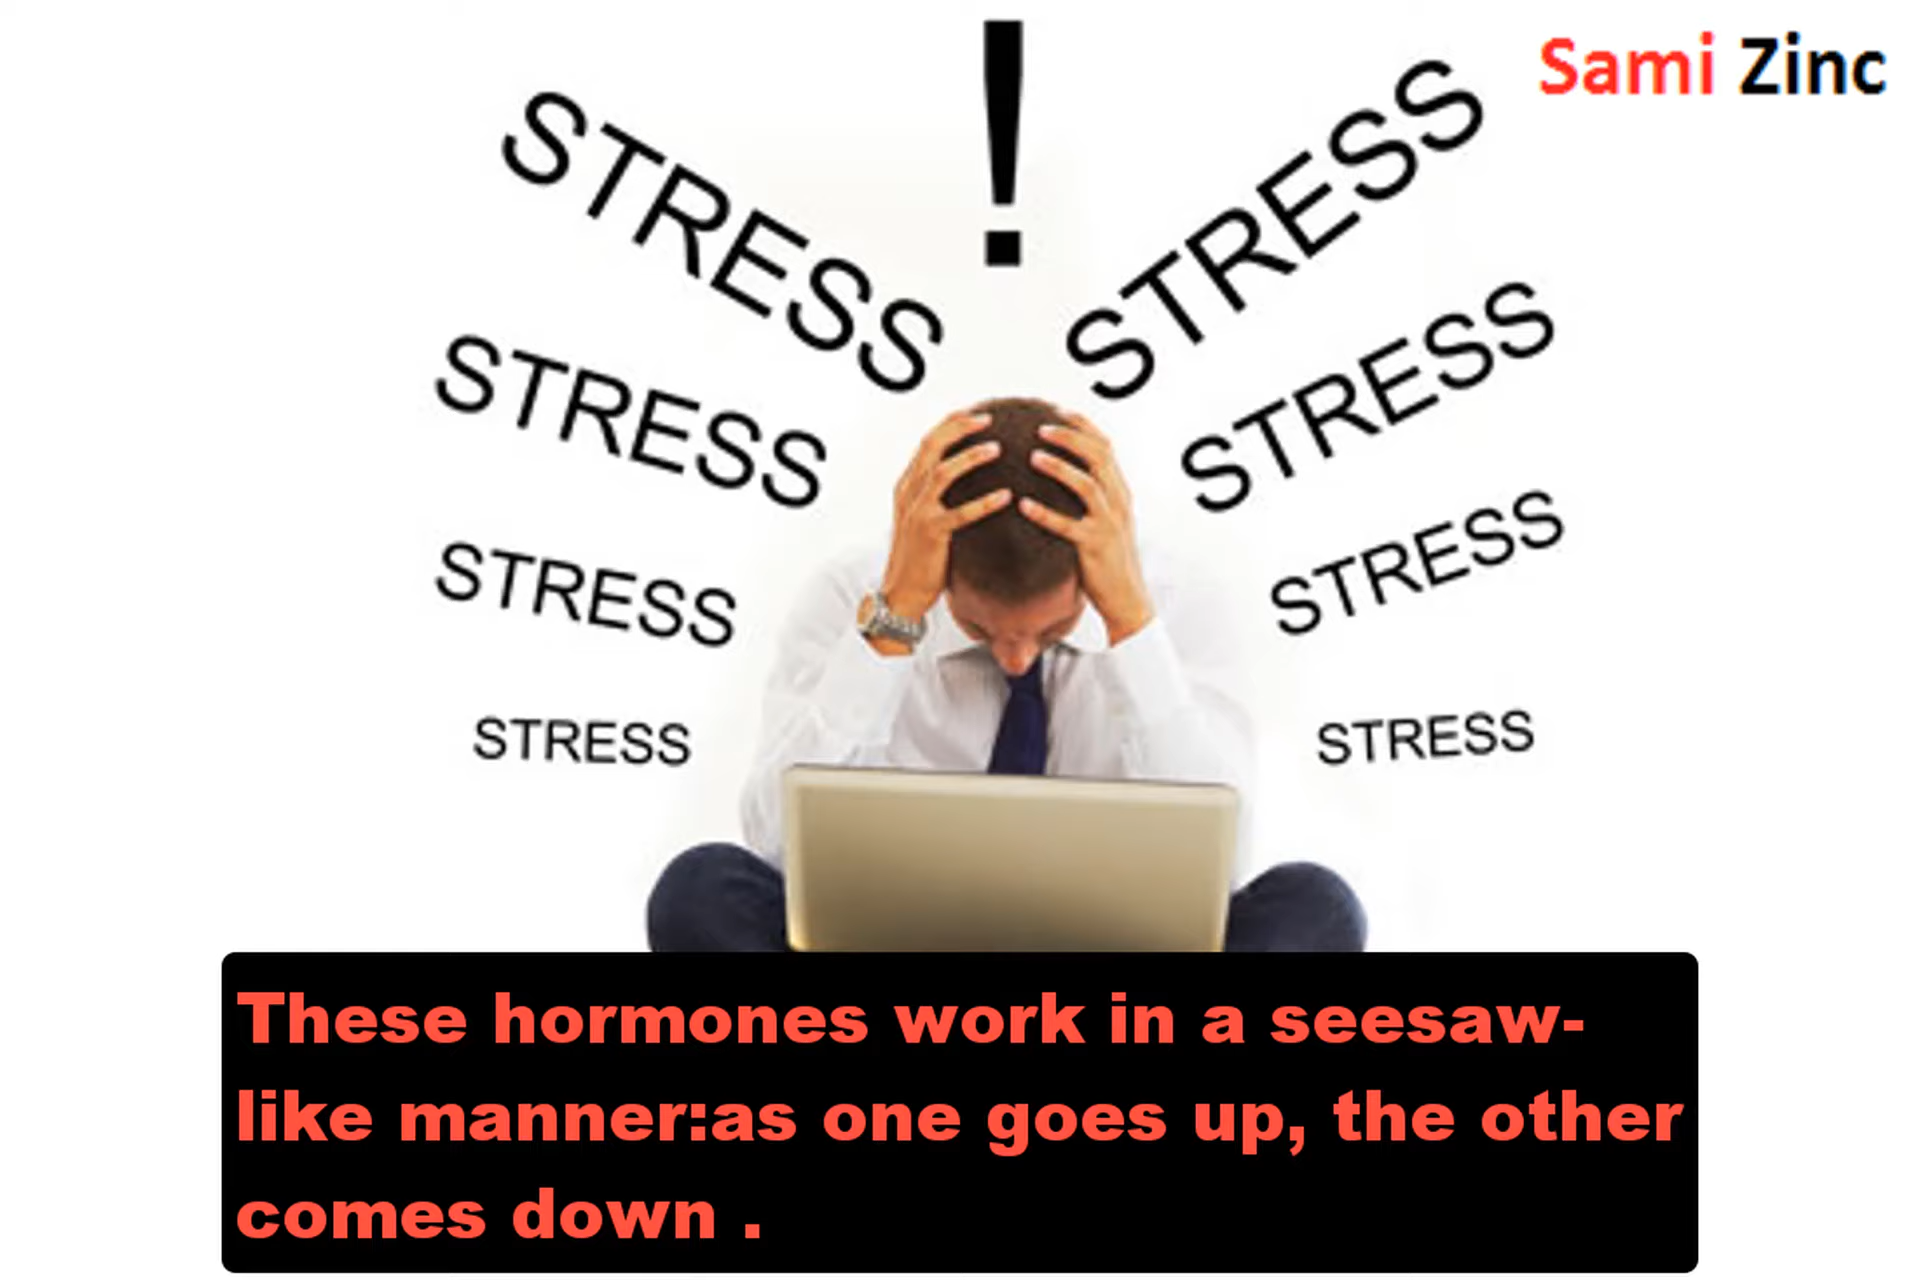 Sami Zinc
!
STRESS
STRESS
STRESS
STRESS
STRESS
STRESS
STRESS
STRESS
These hormones work in a seesaw-
like manner:as one goes up, the other
comes down .